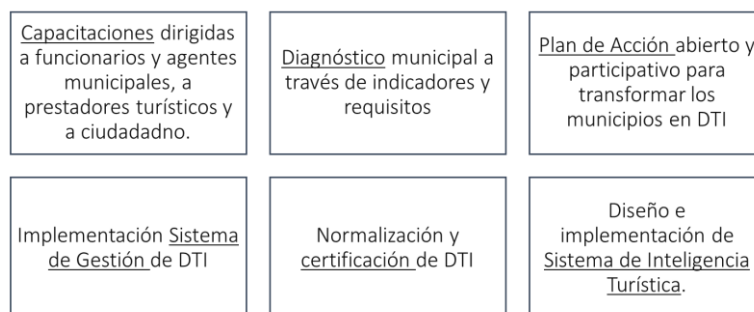 Capacitaciones dirigidas
a funcionarios y agentes
municipales, a
prestadores turísticos y
a ciudadadno.
Diagnóstico municipal a
través de indicadores y
requisitos
Plan de Acción abierto y
participativo para
transformar los
municipios en DTI
Implementación Sistema
de Gestión de DTI
Normalización y
certificación de DTI
Diseño e
implementación de
Sistema de Inteligencia
Turística.